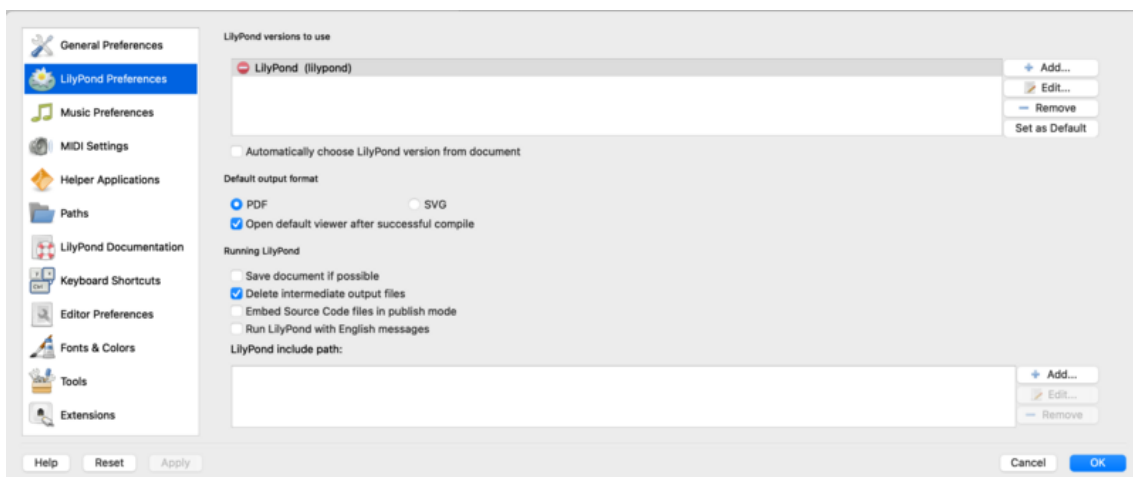 General Preferences
LilyPond Preferences
Music Preferences
MIDI Settings
Helper Applications
Paths
LilyPond Documentation
Keyboard Shortcuts
Editor Preferences
Fonts & Colors
Tools
Extensions
LilyPond versions to use
LilyPond (lilypond)
Add...
Edit...
Remove
Set as Default
Automatically choose LilyPond version from document
Default output format
PDF SVG
Open default viewer after successful compile
Running LilyPond
Save document if possible
Delete intermediate output files
Embed Source Code files in publish mode
Run LilyPond with English messages
LilyPond include path:
Add...
Edit...
Remove
Help Reset Apply Cancel OK